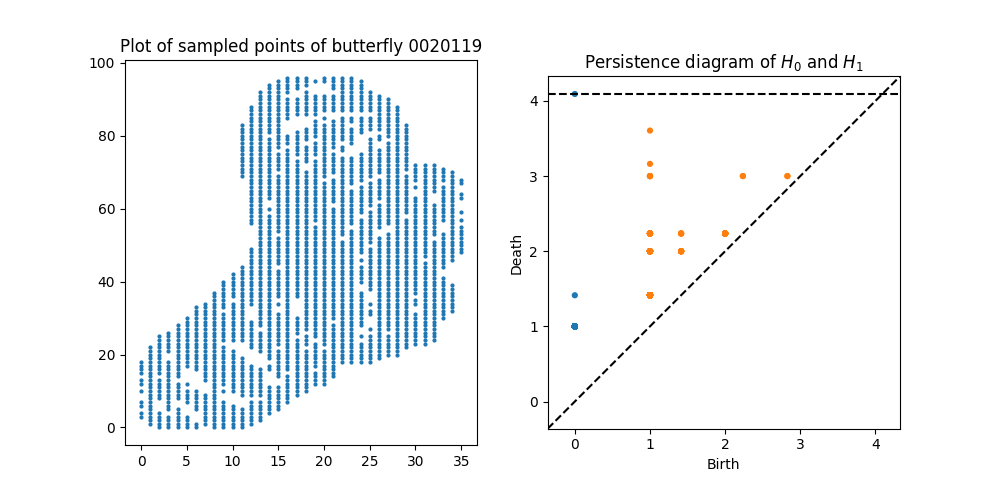 Plot of sampled points of butterfly 0020119
100
80
60
40
20
0
0 5 10 15 20 25 30 35
Persistence diagram of H₀ and H₁
Death
4
3
2
1
0
0 1 2 3 4
Birth